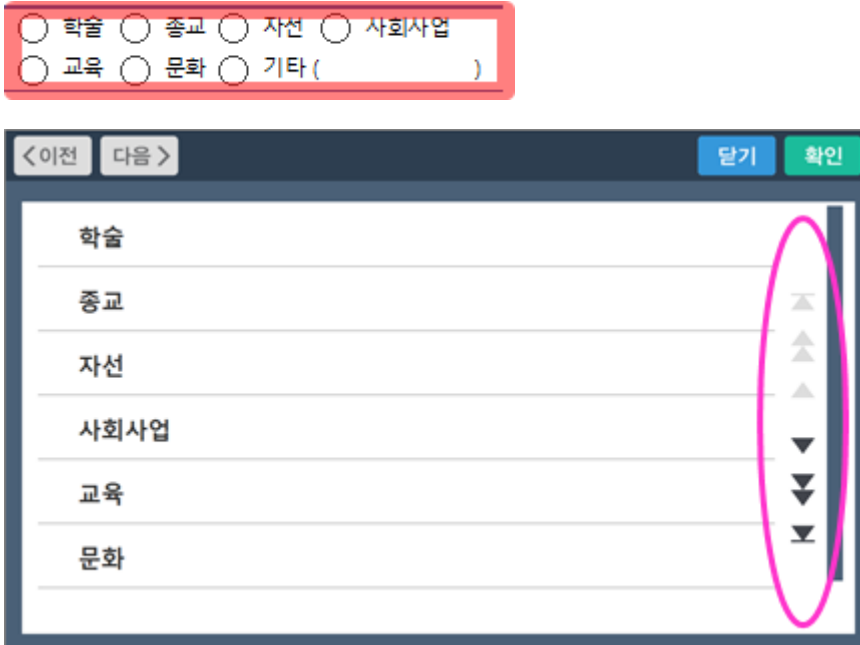 학술 종교 자선 사회사업
교육 문화 기타 ( )
<이전 다음> 닫기 확인
학술
종교
자선
사회사업
교육
문화